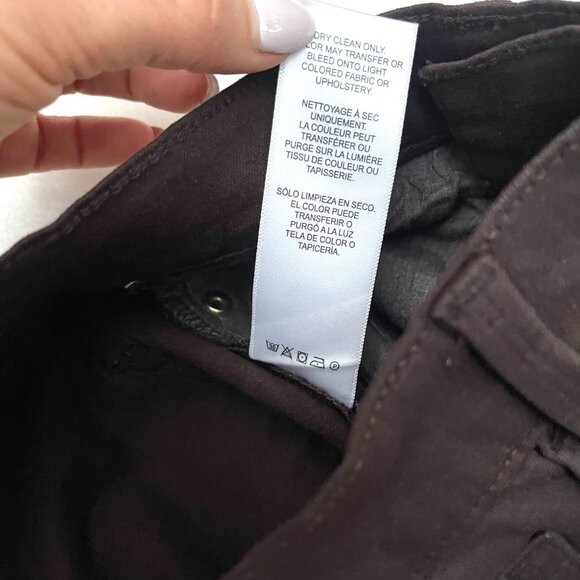 DRY CLEAN ONLY.
COLOR MAY TRANSFER OR
BLEED ONTO LIGHT
COLORED FABRIC OR
UPHOLSTERY.
NETTOYAGE À SEC
UNIQUEMENT.
LA COULEUR PEUT
TRANSFÉRER OU
PURGE SUR LA LUMIÈRE
TISSU DE COULEUR OU
TAPISSERIE.
SÓLO LIMPIEZA EN SECO.
EL COLOR PUEDE
TRANSFERIR O
PURGÓ A LA LUZ
TELA DE COLOR O
TAPICERÍA.